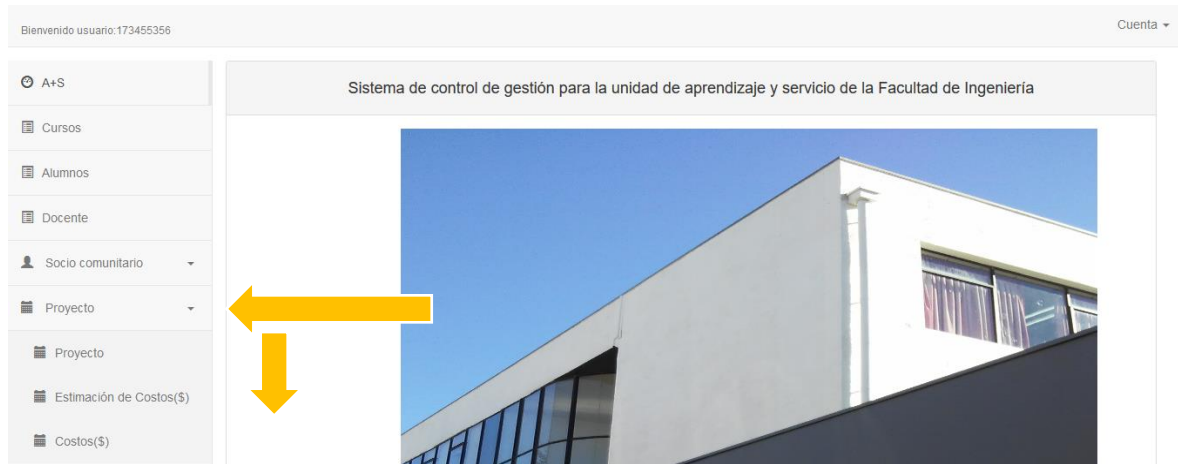 Bienvenido usuario:173455356
Cuenta
A+S
Cursos
Alumnos
Docente
Socio comunitario
Proyecto
Proyecto
Estimación de Costos($)
Costos($)
Sistema de control de gestión para la unidad de aprendizaje y servicio de la Facultad de Ingeniería